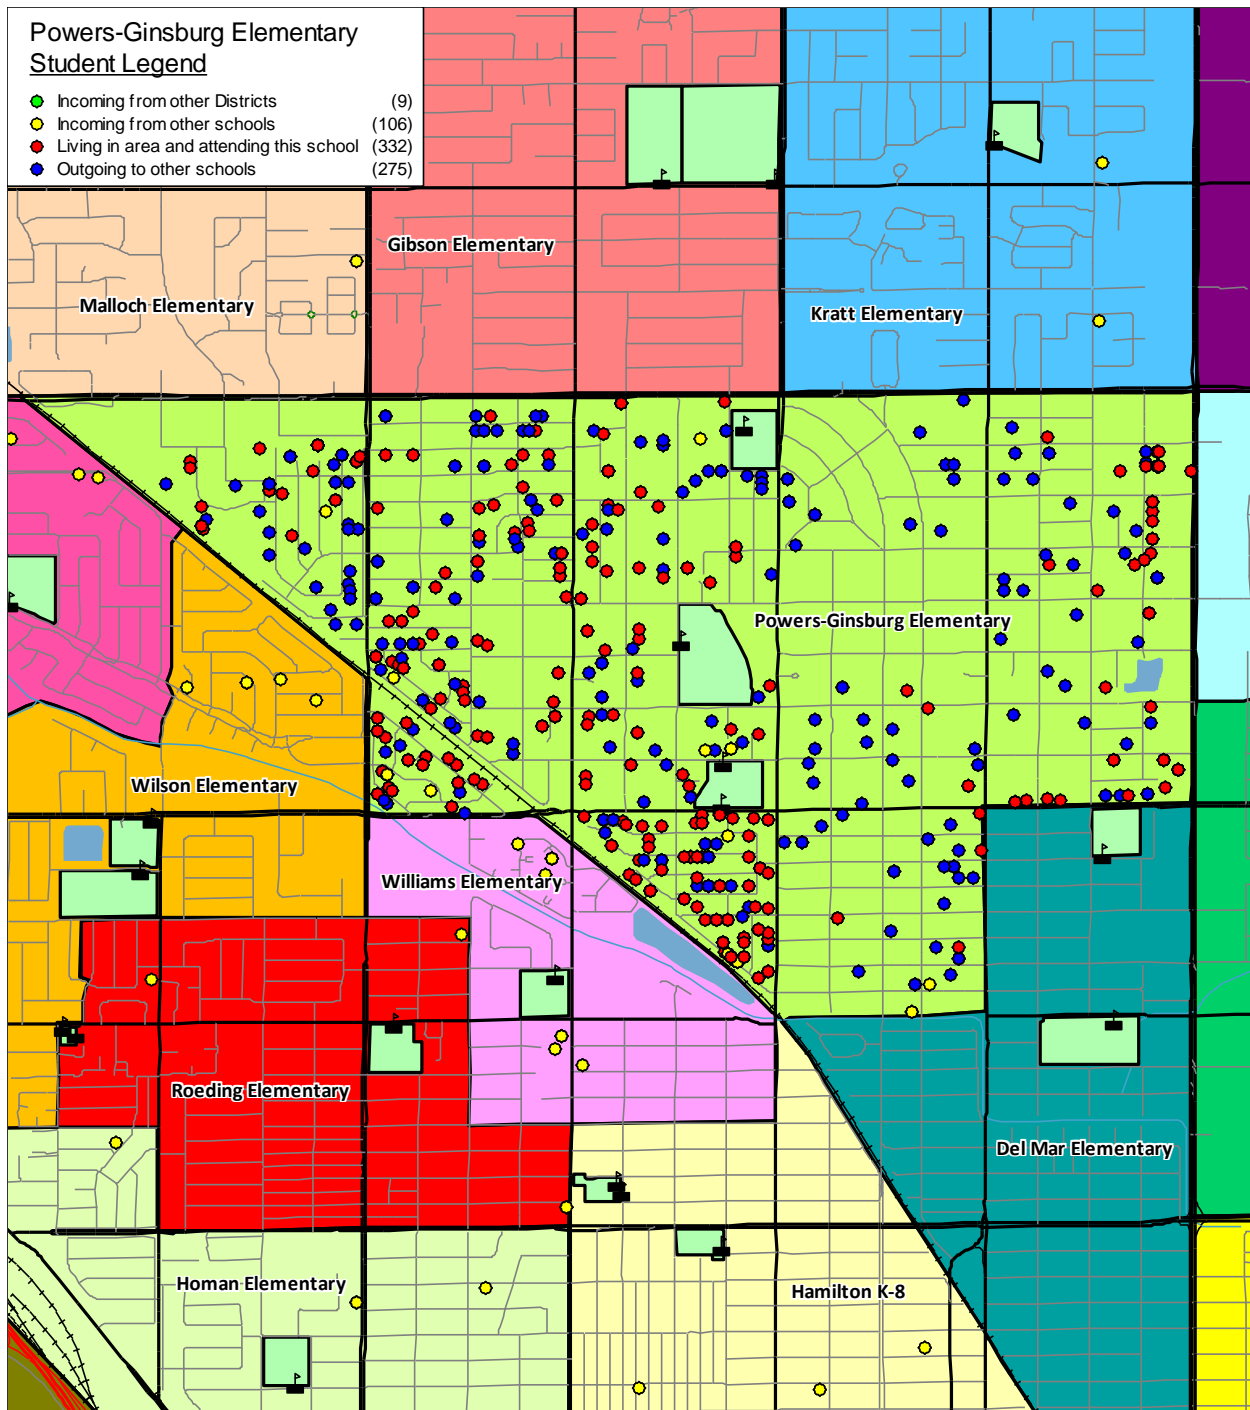 Powers-Ginsburg Elementary
Student Legend
Incoming from other Districts (9)
Incoming from other schools (106)
Living in area and attending this school (332)
Outgoing to other schools (275)
Gibson Elementary
Malloch Elementary
Kratt Elementary
Powers-Ginsburg Elementary
Wilson Elementary
Williams Elementary
Roeding Elementary
Del Mar Elementary
Homan Elementary
Hamilton K-8